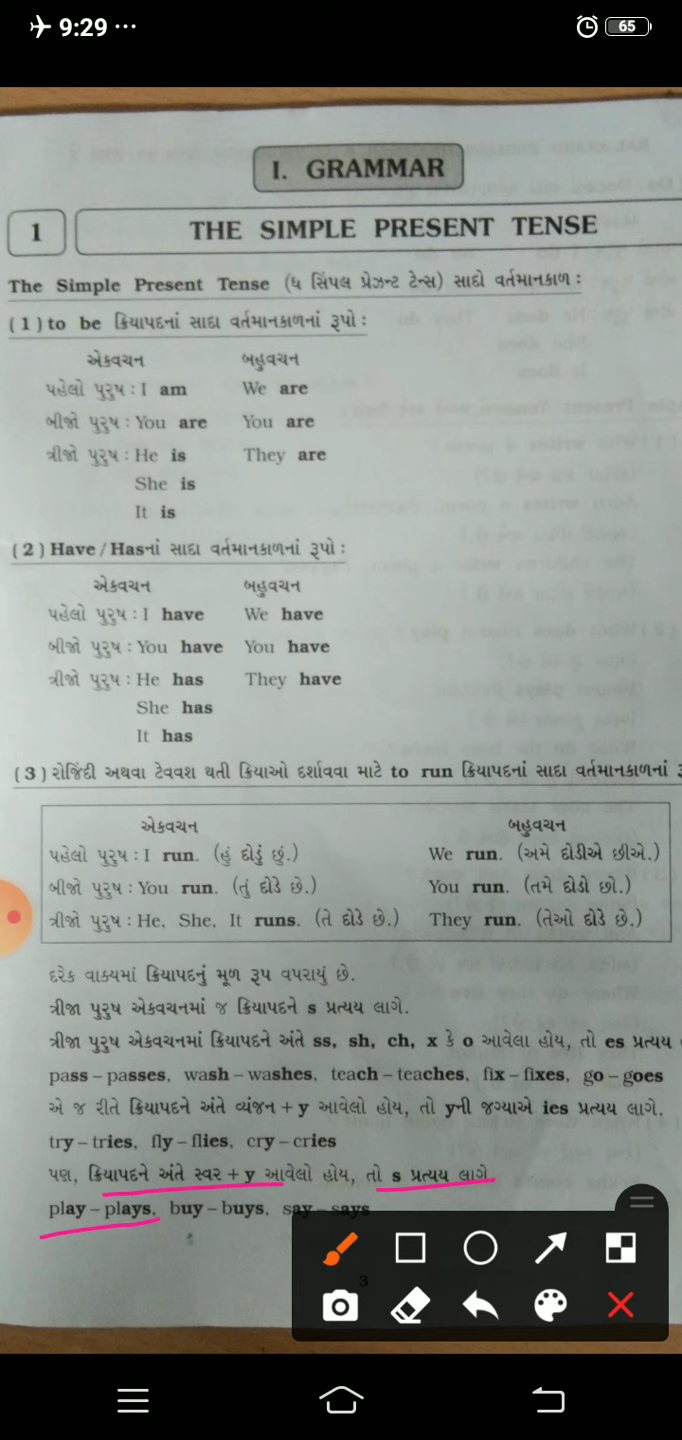 9:29 ...
65
I. GRAMMAR
1 THE SIMPLE PRESENT TENSE
The Simple Present Tense (ધ સિંપલ પ્રેઝન્ટ ટેન્સ) સાદો વર્તમાનકાળ :
(1) to be ક્રિયાપદનાં સાદા વર્તમાનકાળનાં રૂપો :
એકવચન બહુવચન
પહેલો પુરુષ : I am We are
બીજો પુરુષ : You are You are
ત્રીજો પુરુષ : He is They are
She is
It is
(2) Have / Hasનાં સાદા વર્તમાનકાળનાં રૂપો :
એકવચન બહુવચન
પહેલો પુરુષ : I have We have
બીજો પુરુષ : You have You have
ત્રીજો પુરુષ : He has They have
She has
It has
(3) રોજિંદી અથવા ટેવવશ થતી ક્રિયાઓ દર્શાવવા માટે to run ક્રિયાપદનાં સાદા વર્તમાનકાળનાં
એકવચન બહુવચન
પહેલો પુરુષ : I run. (હું દોડું છું.) We run. (અમે દોડીએ છીએ.)
બીજો પુરુષ : You run. (તું દોડે છે.) You run. (તમે દોડો છો.)
ત્રીજો પુરુષ : He, She, It runs. (તે દોડે છે.) They run. (તેઓ દોડે છે.)
દરેક વાક્યમાં ક્રિયાપદનું મૂળ રૂપ વપરાયું છે.
ત્રીજા પુરુષ એકવચનમાં જ ક્રિયાપદને s પ્રત્યય લાગે.
ત્રીજા પુરુષ એકવચનમાં ક્રિયાપદને અંતે ss, sh, ch, x કે o આવેલા હોય, તો es પ્રત્યય
pass – passes, wash – washes, teach – teaches, fix – fixes, go – goes
એ જ રીતે ક્રિયાપદને અંતે વ્યંજન + y આવેલો હોય, તો yની જગ્યાએ ies પ્રત્યય લાગે.
try – tries, fly – flies, cry – cries
પણ, ક્રિયાપદને અંતે સ્વર + y આવેલો હોય, તો s પ્રત્યય લાગે
play – plays, buy – buys, say – says
3